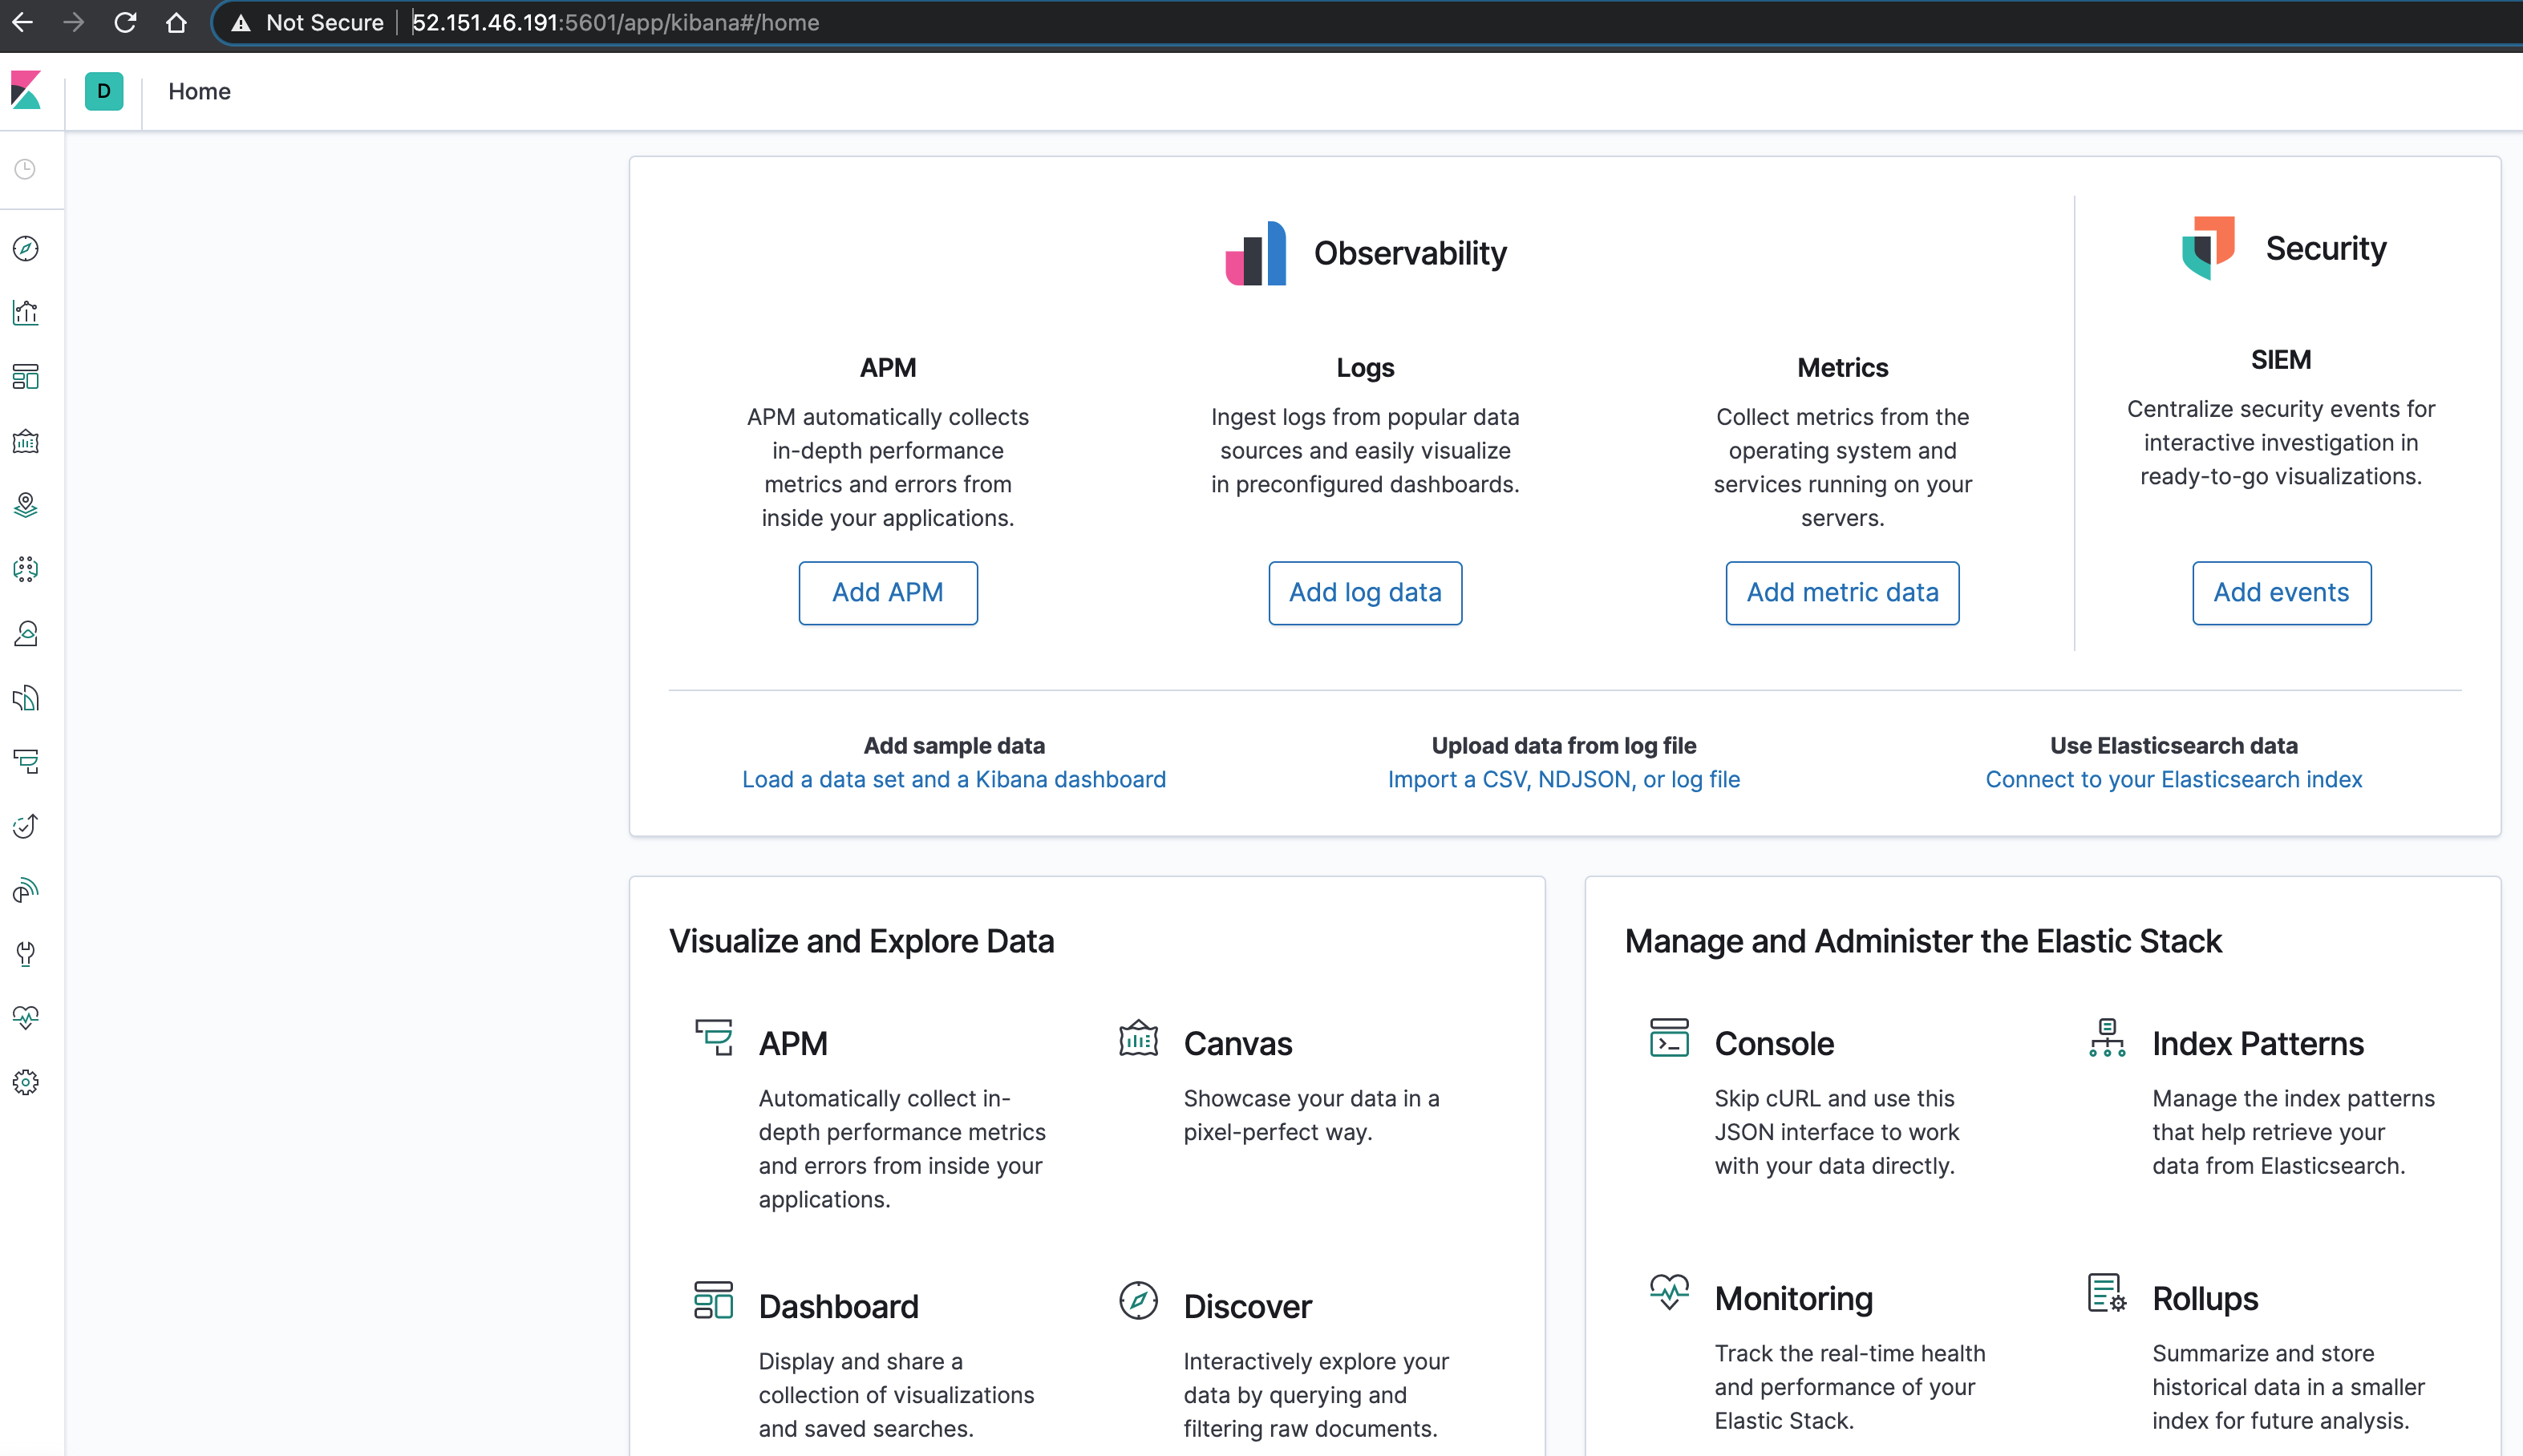 Not Secure | 52.151.46.191:5601/app/kibana#/home
D
Home
Observability
Security
APM
APM automatically collects
in-depth performance
metrics and errors from
inside your applications.
Add APM
Logs
Ingest logs from popular data
sources and easily visualize
in preconfigured dashboards.
Add log data
Metrics
Collect metrics from the
operating system and
services running on your
servers.
Add metric data
SIEM
Centralize security events for
interactive investigation in
ready-to-go visualizations.
Add events
Add sample data
Load a data set and a Kibana dashboard
Upload data from log file
Import a CSV, NDJSON, or log file
Use Elasticsearch data
Connect to your Elasticsearch index
Visualize and Explore Data
APM
Automatically collect in-
depth performance metrics
and errors from inside your
applications.
Canvas
Showcase your data in a
pixel-perfect way.
Dashboard
Display and share a
collection of visualizations
and saved searches.
Discover
Interactively explore your
data by querying and
filtering raw documents.
Manage and Administer the Elastic Stack
Console
Skip cURL and use this
JSON interface to work
with your data directly.
Index Patterns
Manage the index patterns
that help retrieve your
data from Elasticsearch.
Monitoring
Track the real-time health
and performance of your
Elastic Stack.
Rollups
Summarize and store
historical data in a smaller
index for future analysis.